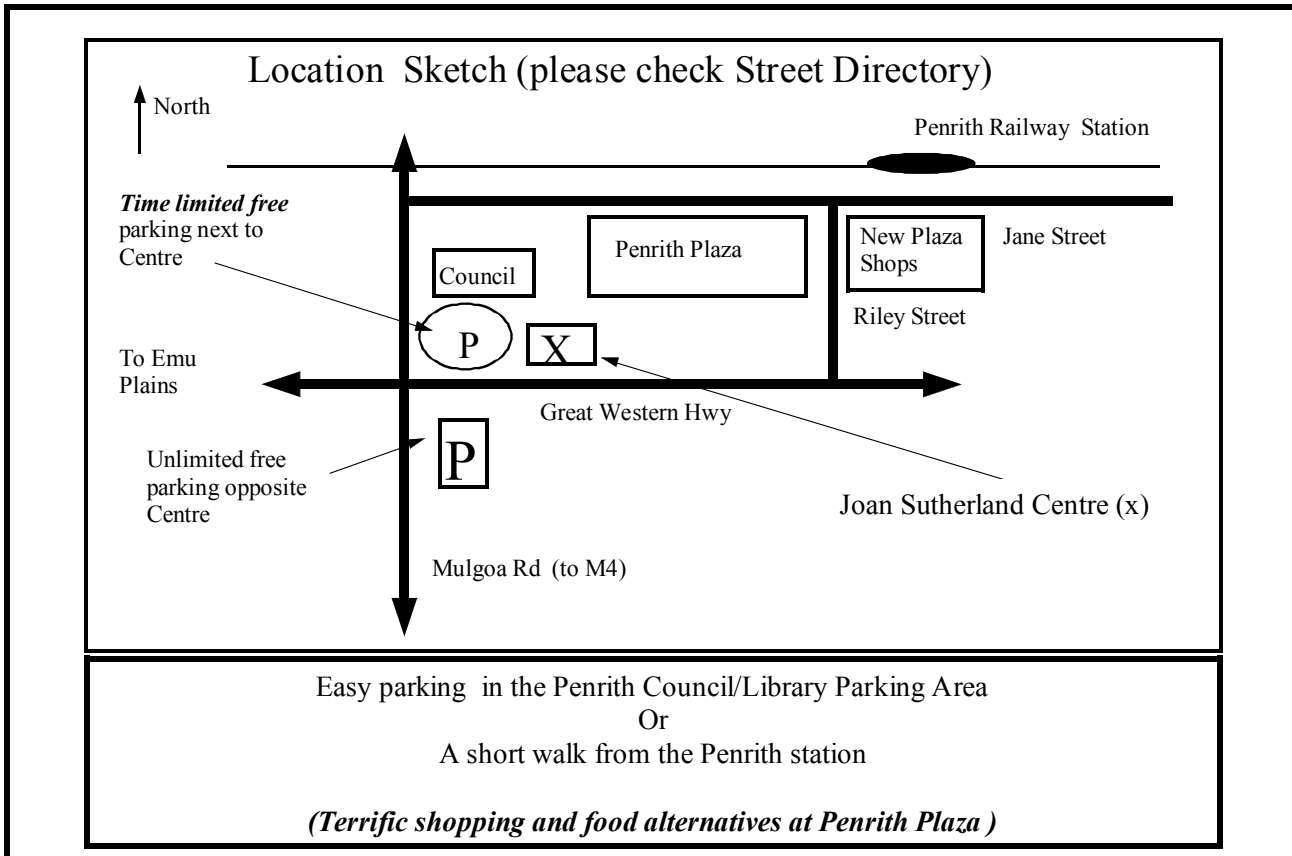 Location Sketch (please check Street Directory)
North
Penrith Railway Station
Time limited free
parking next to
Centre
Council
Penrith Plaza
New Plaza
Shops
Jane Street
Riley Street
P
X
To Emu
Plains
Great Western Hwy
P
Unlimited free
parking opposite
Centre
Joan Sutherland Centre (x)
Mulgoa Rd (to M4)
Easy parking in the Penrith Council/Library Parking Area
Or
A short walk from the Penrith station
(Terrific shopping and food alternatives at Penrith Plaza )